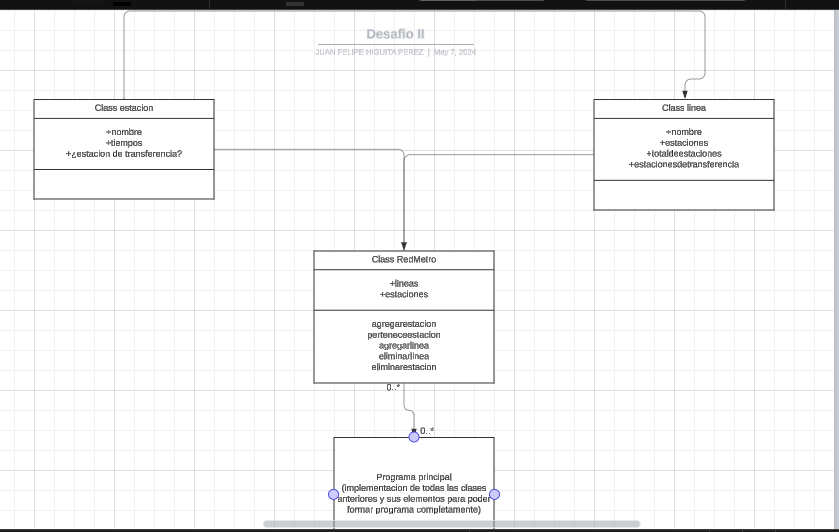 Desafio II
JUAN FELIPE HIGUITA PEREZ | May 7, 2024
Class estacion
+nombre
+tiempos
+¿estacion de transferencia?
Class linea
+nombre
+estaciones
+totaldeestaciones
+estacionesdetransferencia
Class RedMetro
+lineas
+estaciones
agregarestacion
perteneceestacion
agregarlinea
eliminarlinea
eliminarestacion
0..*
0..*
Programa principal
(implementacion de todas las clases
anteriores y sus elementos para poder
formar programa completamente)